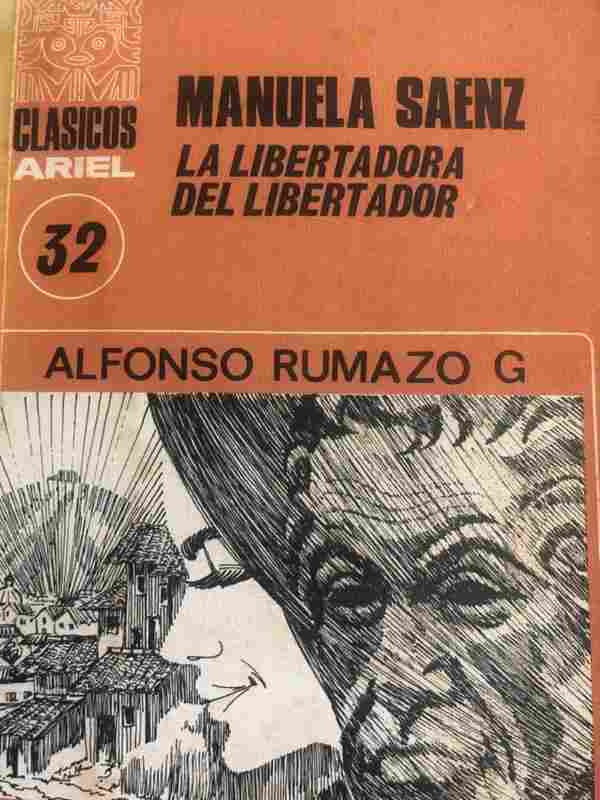 CLASICOS
ARIEL
32
MANUELA SAENZ
LA LIBERTADORA
DEL LIBERTADOR
ALFONSO RUMAZO G